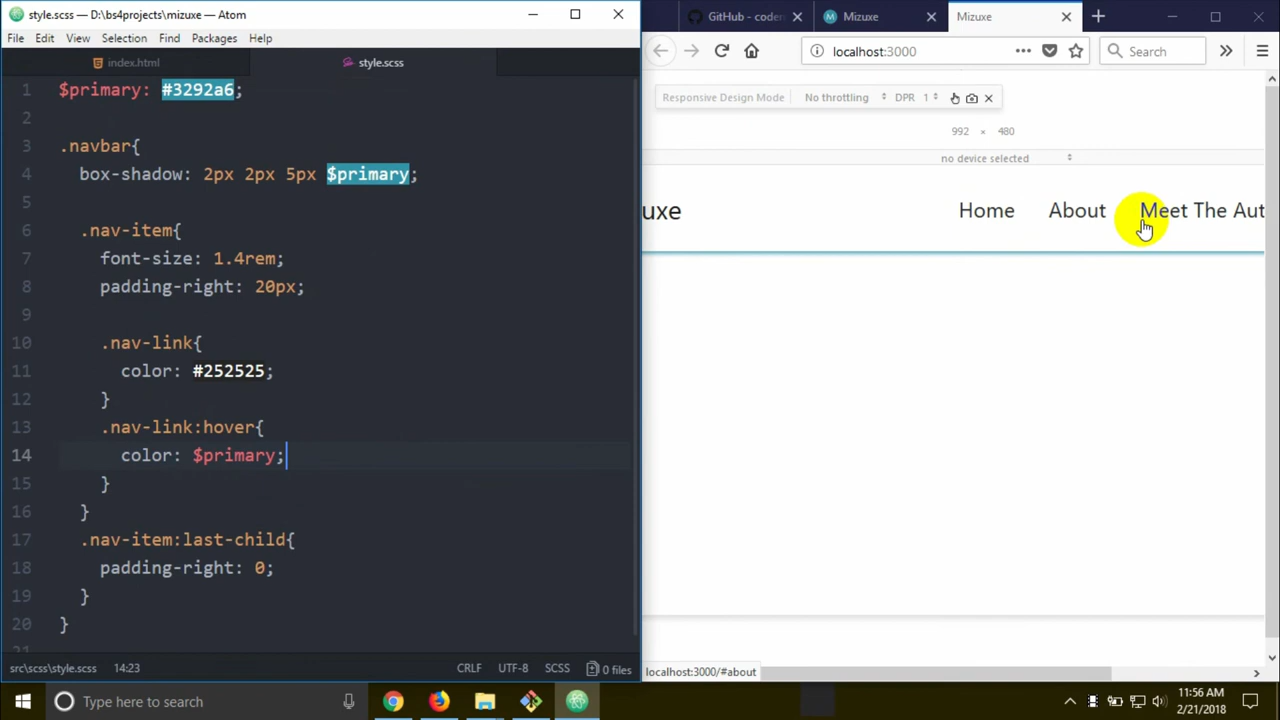 style.scss — D:\bs4projects\mizuxe — Atom
File Edit View Selection Find Packages Help
index.html
style.scss
1 $primary: #3292a6;
2
3 .navbar{
4 box-shadow: 2px 2px 5px $primary;
5
6 .nav-item{
7 font-size: 1.4rem;
8 padding-right: 20px;
9
10 .nav-link{
11 color: #252525;
12 }
13 .nav-link:hover{
14 color: $primary;
15 }
16 }
17 .nav-item:last-child{
18 padding-right: 0;
19 }
20 }
21
src\scss\style.scss 14:23 CRLF UTF-8 SCSS 0 files
GitHub - coder
Mizuxe
Mizuxe
localhost:3000
Search
Responsive Design Mode No throttling DPR 1
992 × 480
no device selected
uxe Home About Meet The Aut
localhost:3000/#about
Type here to search
11:56 AM
2/21/2018